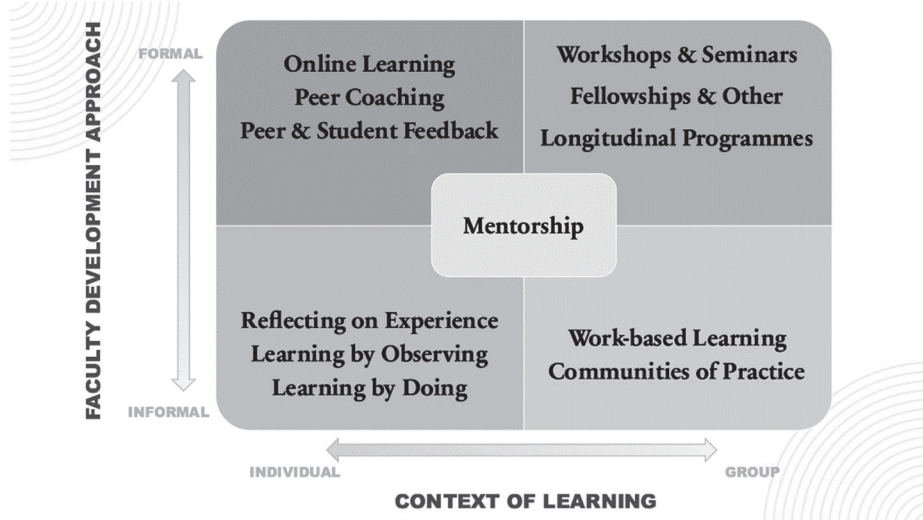 FACULTY DEVELOPMENT APPROACH
FORMAL
INFORMAL
Online Learning
Peer Coaching
Peer & Student Feedback
Workshops & Seminars
Fellowships & Other
Longitudinal Programmes
Mentorship
Reflecting on Experience
Learning by Observing
Learning by Doing
Work-based Learning
Communities of Practice
INDIVIDUAL
GROUP
CONTEXT OF LEARNING